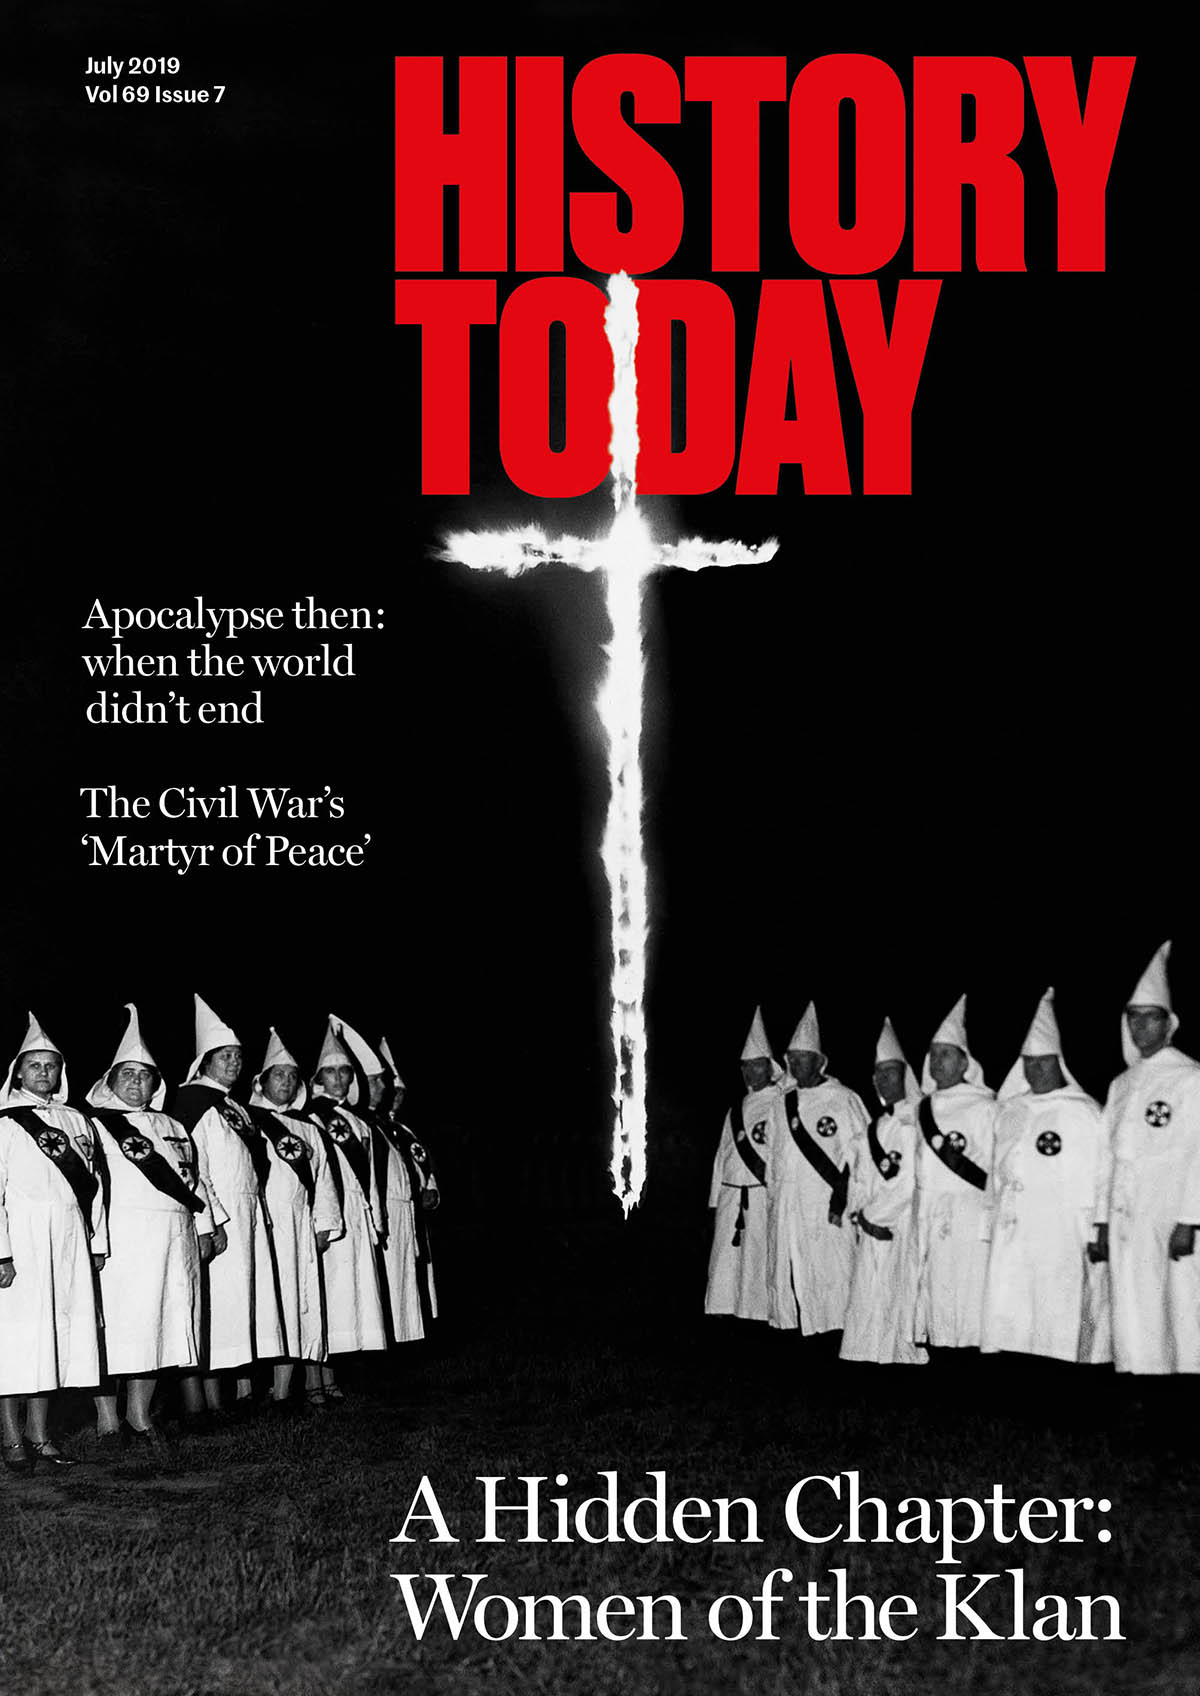 July 2019
Vol 69 Issue 7
HISTORY
TODAY
Apocalypse then:
when the world
didn’t end
The Civil War’s
‘Martyr of Peace’
A Hidden Chapter:
Women of the Klan